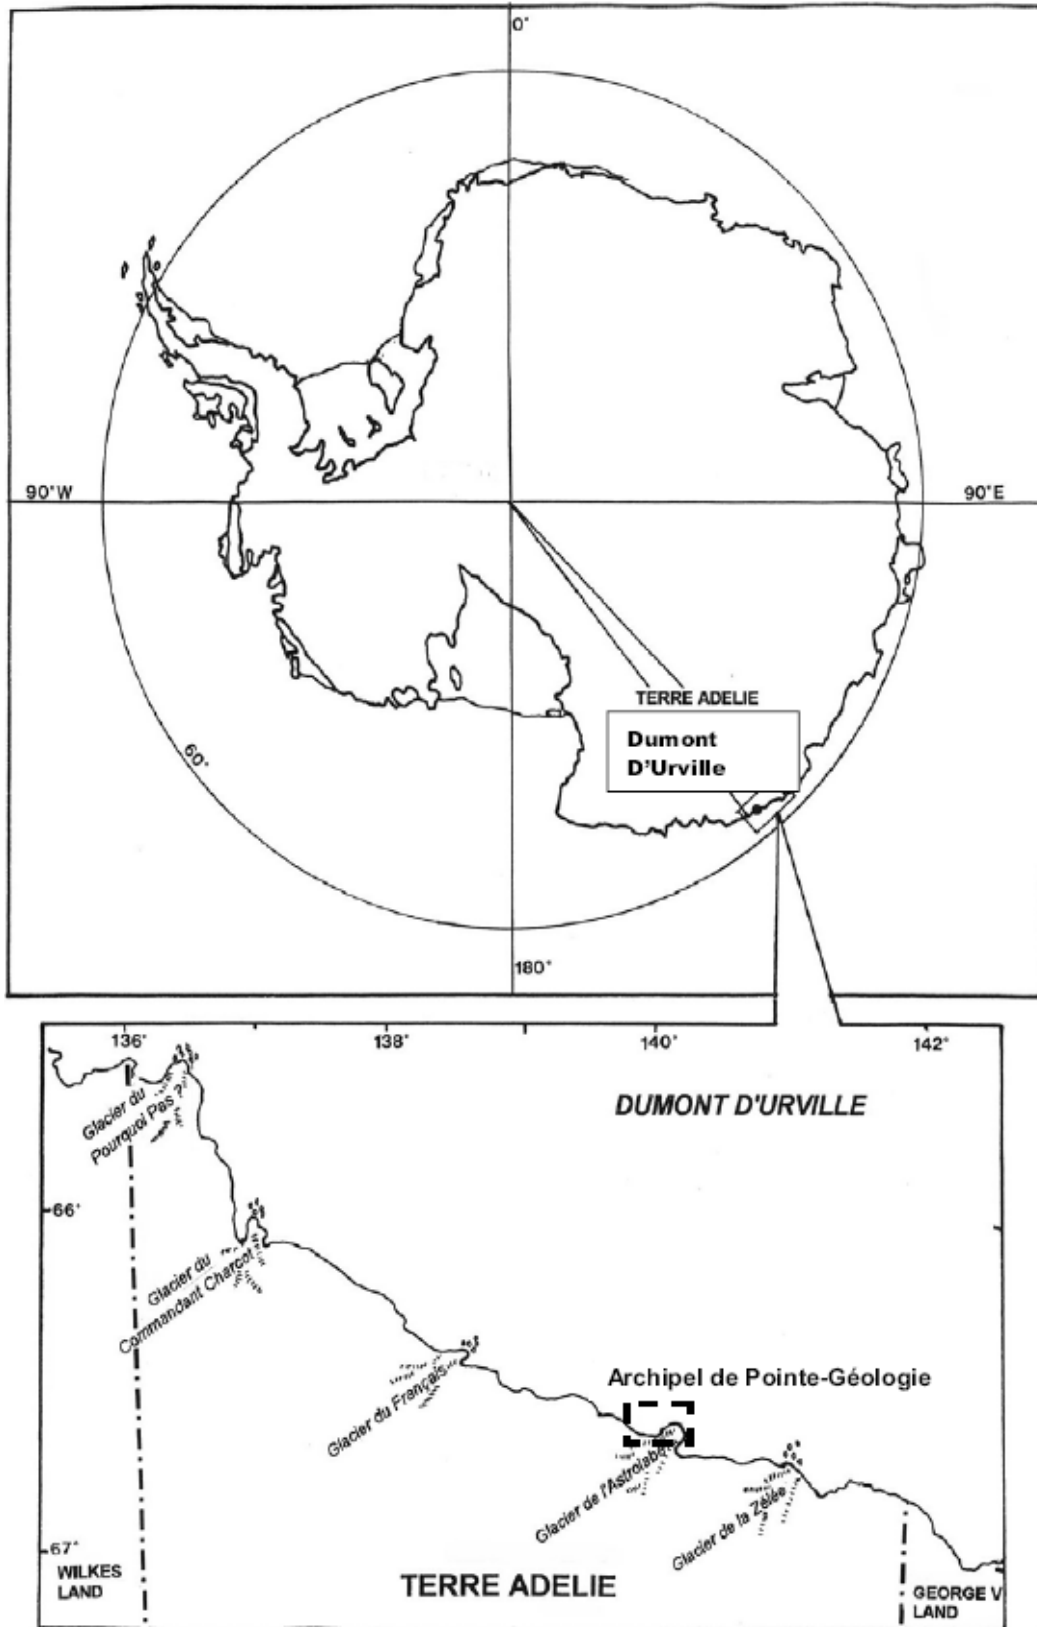 0°
90°W
90°E
TERRE ADELIE
Dumont
D'Urville
60°
180°
136°
138°
140°
142°
Glacier du
Pourquoi Pas ?
DUMONT D'URVILLE
66°
Glacier du
Commandant Charcot
Glacier du Français
Archipel de Pointe-Géologie
Glacier de l'Astrolabe
Glacier de la Zélée
67°
WILKES
LAND
TERRE ADELIE
GEORGE V
LAND